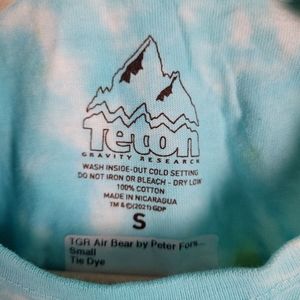 Teton
GRAVITY RESEARCH
WASH INSIDE-OUT COLD SETTING
DO NOT IRON OR BLEACH - DRY LOW
100% COTTON
MADE IN NICARAGUA
TM & ©(2021) GDP
S
TGR Air Bear by Peter Fors...
Small
Tie Dye